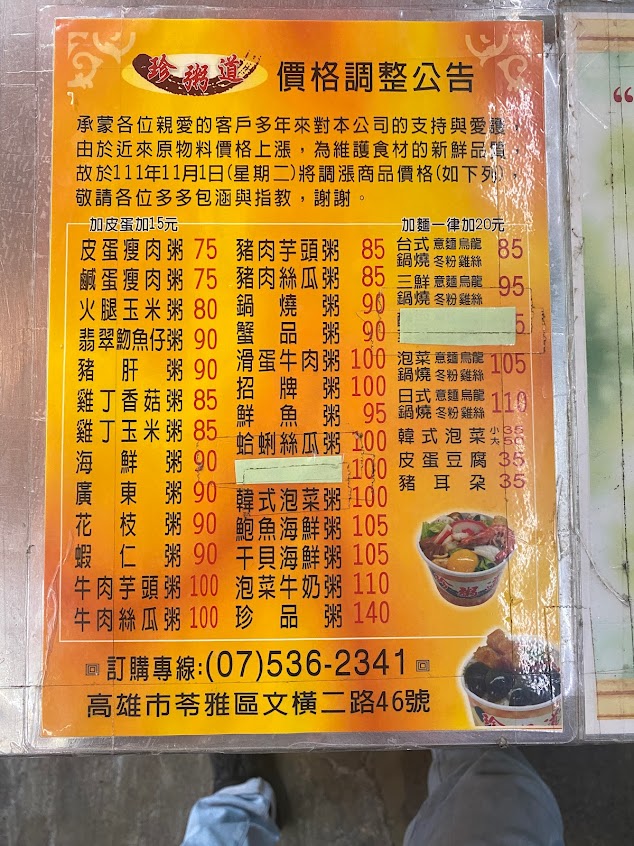 珍粥道 價格調整公告
承蒙各位親愛的客戶多年來對本公司的支持與愛護,
由於近來原物料價格上漲,為維護食材的新鮮品質,
故於111年11月1日(星期二)將調漲商品價格(如下列),
敬請各位多多包涵與指教,謝謝。
加皮蛋加15元
皮蛋瘦肉粥 75
鹹蛋瘦肉粥 75
火腿玉米粥 80
翡翠魩魚仔粥 90
豬肝粥 90
雞丁香菇粥 85
雞丁玉米粥 85
海鮮粥 90
廣東粥 90
花枝粥 90
蝦仁粥 90
牛肉芋頭粥 100
牛肉絲瓜粥 100
豬肉芋頭粥 85
豬肉絲瓜粥 85
鍋燒粥 90
蟹品粥 90
滑蛋牛肉粥 100
招牌粥 100
鮮魚粥 95
蛤蜊絲瓜粥 100
100
韓式泡菜粥 100
鮑魚海鮮粥 105
干貝海鮮粥 105
泡菜牛奶粥 110
珍品粥 140
加麵一律加20元
台式鍋燒 意麵烏龍冬粉雞絲 85
三鮮鍋燒 意麵烏龍冬粉雞絲 95
泡菜鍋燒 意麵烏龍冬粉雞絲 105
日式鍋燒 意麵烏龍冬粉雞絲 110
韓式泡菜 小35 大50
皮蛋豆腐 35
豬耳朵 35
訂購專線:(07)536-2341
高雄市苓雅區文橫二路46號